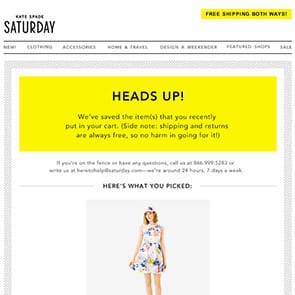 KATE SPADE
SATURDAY
FREE SHIPPING BOTH WAYS!
NEW! CLOTHING ACCESSORIES HOME & TRAVEL DESIGN A WEEKENDER FEATURED SHOPS SALE
HEADS UP!
We've saved the item(s) that you recently
put in your cart. (Side note: shipping and returns
are always free, so no harm in going for it!)
If you're on the fence or have any questions, call us at 866.999.5283 or
write us at heretohelp@saturday.com—we're around 24 hours, 7 days a week.
HERE'S WHAT YOU PICKED: